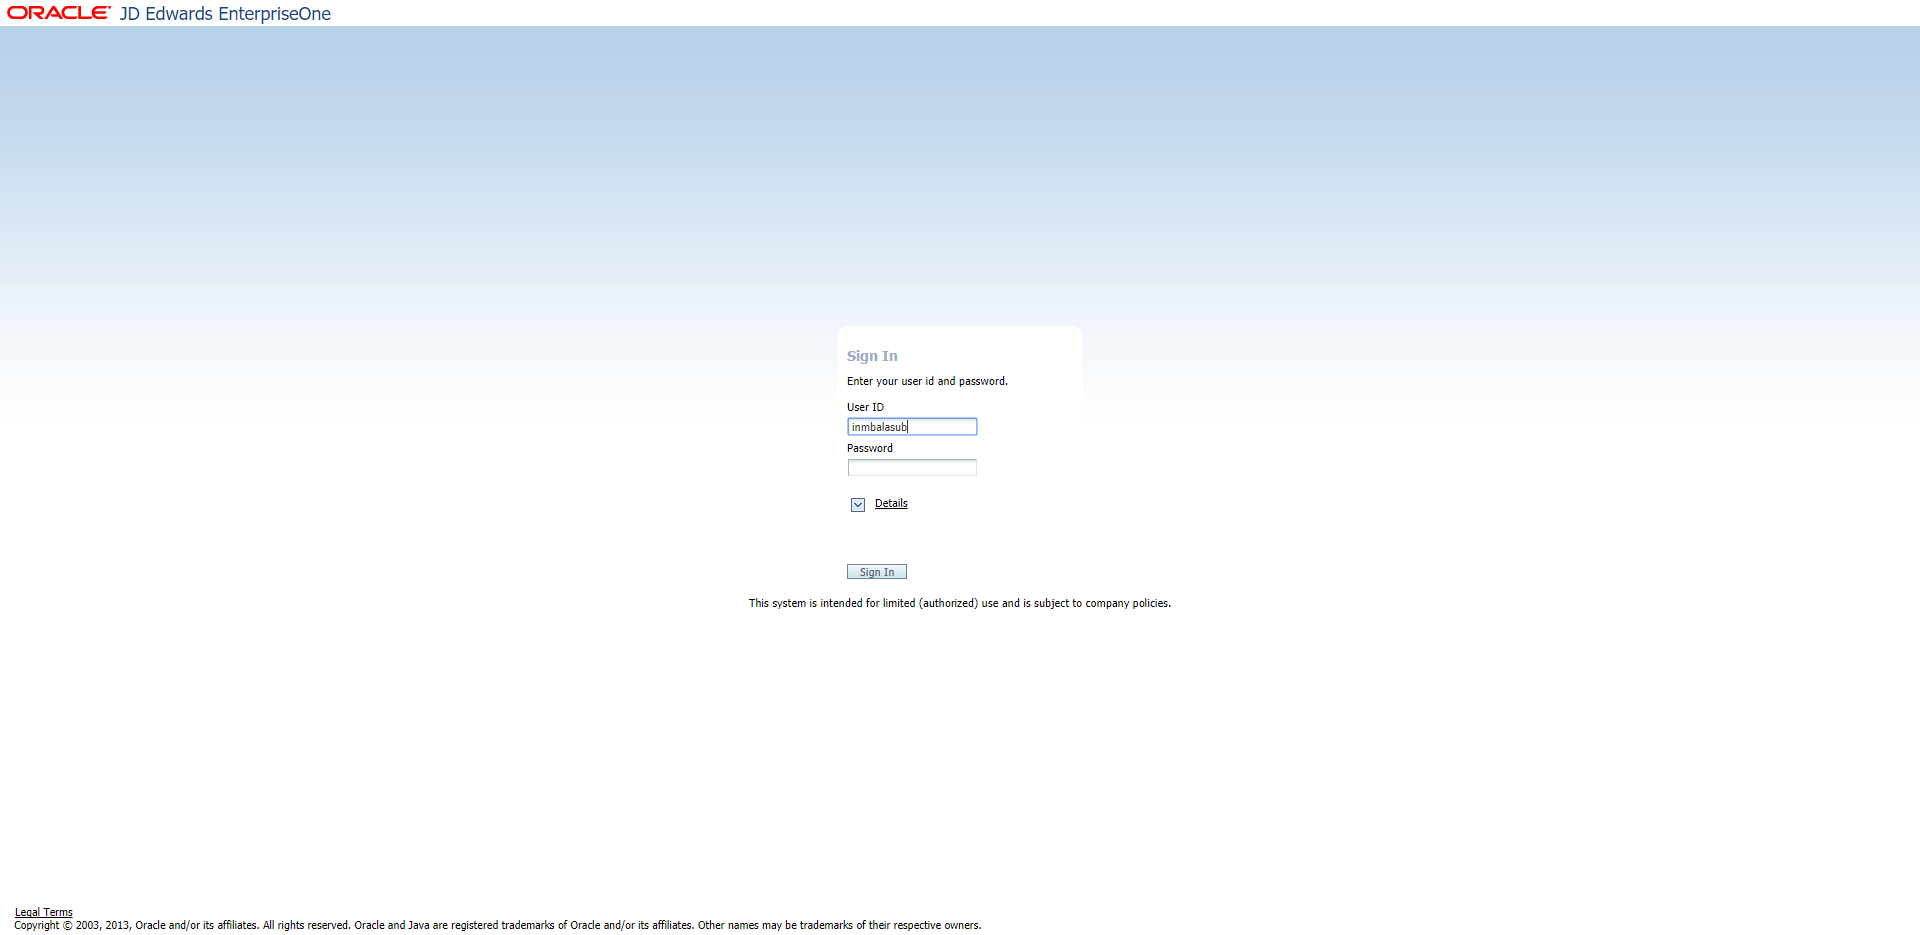 ORACLE JD Edwards EnterpriseOne
Sign In
Enter your user id and password.
User ID
inmbalasub
Password
Details
Sign In
This system is intended for limited (authorized) use and is subject to company policies.
Legal Terms
Copyright © 2003, 2013, Oracle and/or its affiliates. All rights reserved. Oracle and Java are registered trademarks of Oracle and/or its affiliates. Other names may be trademarks of their respective owners.